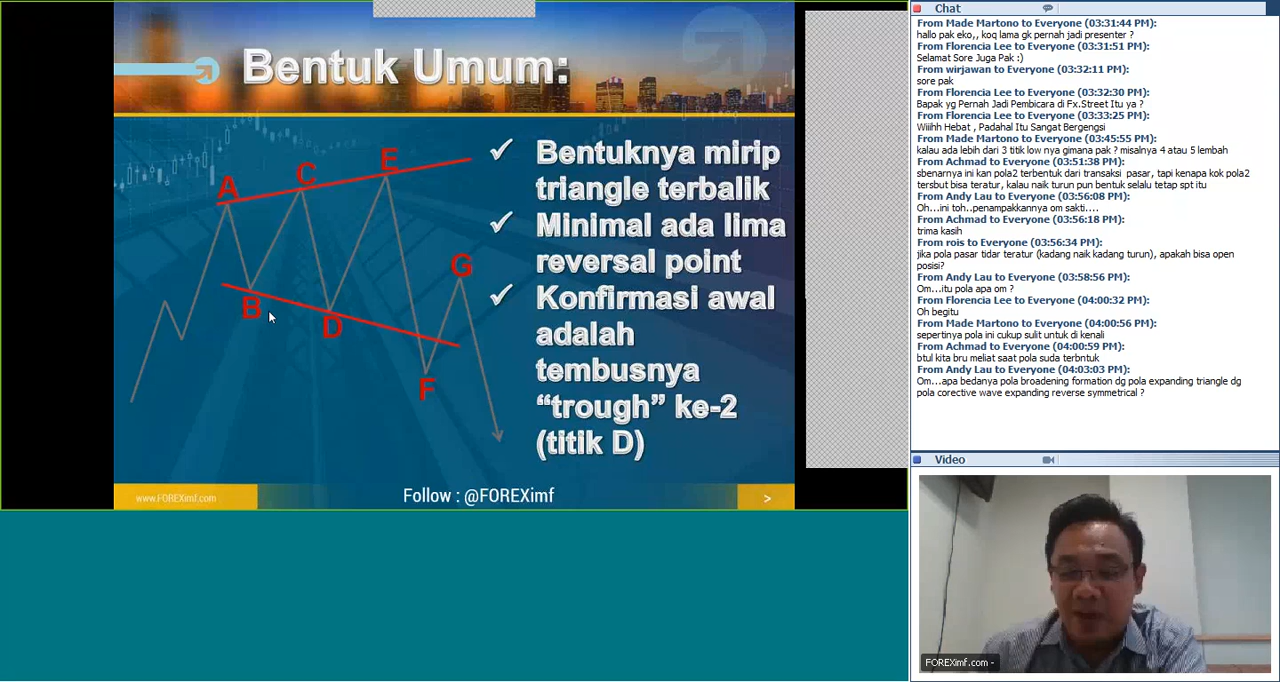 Bentuk Umum:
A
C
E
B
D
G
F
✓ Bentuknya mirip
triangle terbalik
✓ Minimal ada lima
reversal point
✓ Konfirmasi awal
adalah
tembusnya
“trough” ke-2
(titik D)
www.FOREXimf.com
Follow : @FOREXimf
>
Chat
From Made Martono to Everyone (03:31:44 PM):
hallo pak eko,, koq lama gk pernah jadi presenter ?
From Florencia Lee to Everyone (03:31:51 PM):
Selamat Sore Juga Pak :)
From wirjawan to Everyone (03:32:11 PM):
sore pak
From Florencia Lee to Everyone (03:32:30 PM):
Bapak yg Pernah Jadi Pembicara di Fx.Street Itu ya ?
From Florencia Lee to Everyone (03:33:25 PM):
Wiiihh Hebat , Padahal Itu Sangat Bergengsi
From Made Martono to Everyone (03:45:55 PM):
kalau ada lebih dari 3 titik low nya gimana pak ? misalnya 4 atau 5 lembah
From Achmad to Everyone (03:51:38 PM):
sbenarnya ini kan pola2 terbentuk dari transaksi pasar, tapi kenapa kok pola2
tersbut bisa teratur, kalau naik turun pun bentuk selalu tetap spt itu
From Andy Lau to Everyone (03:56:08 PM):
Oh...ini toh..penampakkannya om sakti....
From Achmad to Everyone (03:56:18 PM):
trima kasih
From rois to Everyone (03:56:34 PM):
jika pola pasar tidar teratur (kadang naik kadang turun), apakah bisa open
posisi?
From Andy Lau to Everyone (03:58:56 PM):
Om...itu pola apa om ?
From Florencia Lee to Everyone (04:00:32 PM):
Oh begitu
From Made Martono to Everyone (04:00:56 PM):
sepertinya pola ini cukup sulit untuk di kenali
From Achmad to Everyone (04:00:59 PM):
btul kita bru meliat saat pola suda terbntuk
From Andy Lau to Everyone (04:03:03 PM):
Om...apa bedanya pola broadening formation dg pola expanding triangle dg
pola corective wave expanding reverse symmetrical ?
Video
FOREXimf.com -